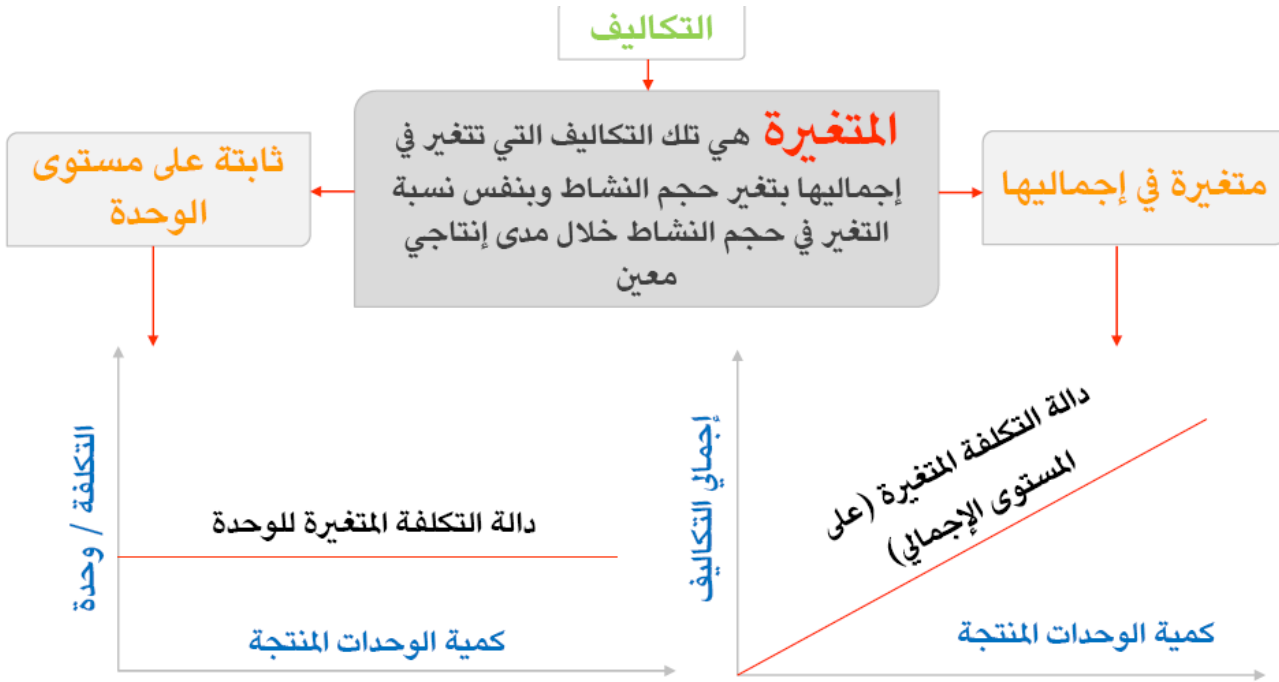 التكاليف
المتغيرة هي تلك التكاليف التي تتغير في
إجماليها بتغير حجم النشاط وبنفس نسبة
التغير في حجم النشاط خلال مدى إنتاجي
معين
متغيرة في إجماليها
ثابتة على مستوى
الوحدة
إجمالي التكاليف
دالة التكلفة المتغيرة (على
المستوى الإجمالي)
كمية الوحدات المنتجة
التكلفة / وحدة
دالة التكلفة المتغيرة للوحدة
كمية الوحدات المنتجة